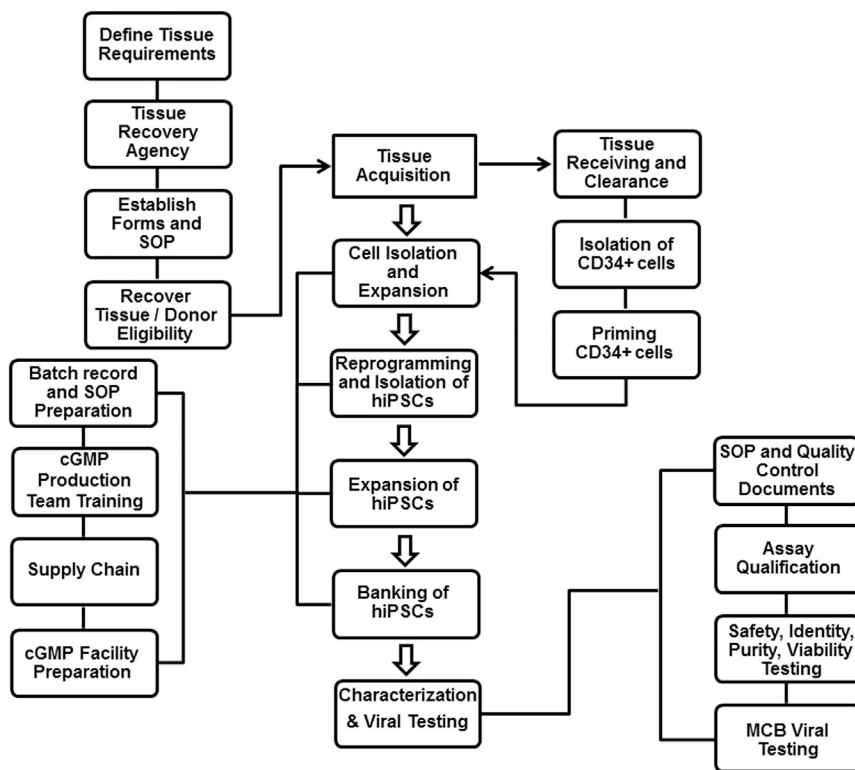 Define Tissue
Requirements
Tissue
Recovery
Agency
Establish
Forms and
SOP
Recover
Tissue / Donor
Eligibility
Tissue
Acquisition
Tissue
Receiving and
Clearance
Isolation of
CD34+ cells
Priming
CD34+ cells
Cell Isolation
and
Expansion
Reprogramming
and Isolation of
hiPSCs
Expansion of
hiPSCs
Banking of
hiPSCs
Characterization
& Viral Testing
Batch record
and SOP
Preparation
cGMP
Production
Team Training
Supply Chain
cGMP Facility
Preparation
SOP and Quality
Control
Documents
Assay
Qualification
Safety, Identity,
Purity, Viability
Testing
MCB Viral
Testing